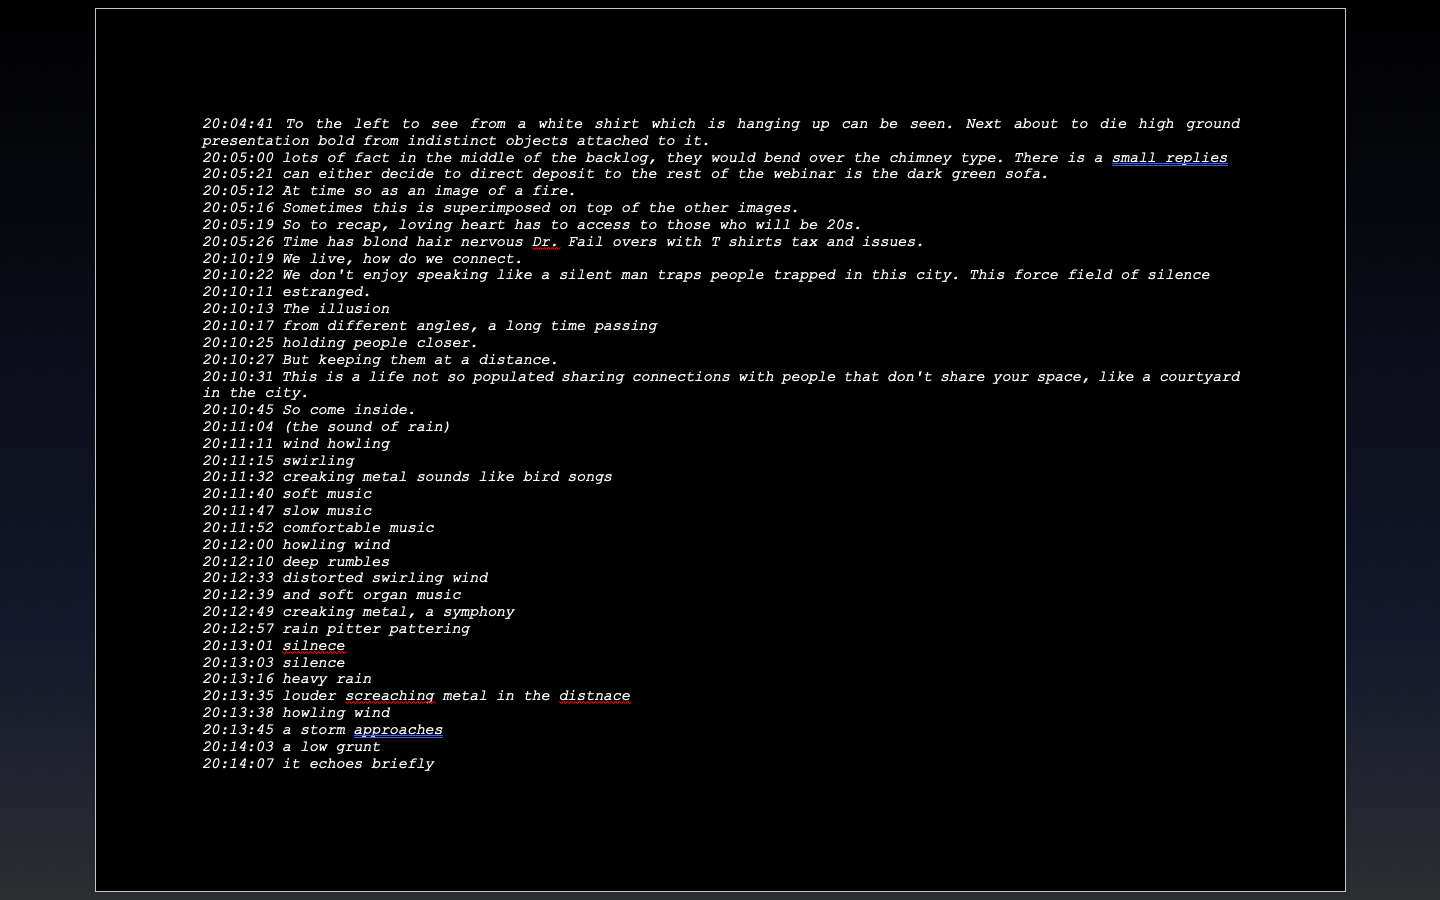 20:04:41 To the left to see from a white shirt which is hanging up can be seen. Next about to die high ground
presentation bold from indistinct objects attached to it.
20:05:00 lots of fact in the middle of the backlog, they would bend over the chimney type. There is a small replies
20:05:21 can either decide to direct deposit to the rest of the webinar is the dark green sofa.
20:05:12 At time so as an image of a fire.
20:05:16 Sometimes this is superimposed on top of the other images.
20:05:19 So to recap, loving heart has to access to those who will be 20s.
20:05:26 Time has blond hair nervous Dr. Fail overs with T shirts tax and issues.
20:10:19 We live, how do we connect.
20:10:22 We don't enjoy speaking like a silent man traps people trapped in this city. This force field of silence
20:10:11 estranged.
20:10:13 The illusion
20:10:17 from different angles, a long time passing
20:10:25 holding people closer.
20:10:27 But keeping them at a distance.
20:10:31 This is a life not so populated sharing connections with people that don't share your space, like a courtyard
in the city.
20:10:45 So come inside.
20:11:04 (the sound of rain)
20:11:11 wind howling
20:11:15 swirling
20:11:32 creaking metal sounds like bird songs
20:11:40 soft music
20:11:47 slow music
20:11:52 comfortable music
20:12:00 howling wind
20:12:10 deep rumbles
20:12:33 distorted swirling wind
20:12:39 and soft organ music
20:12:49 creaking metal, a symphony
20:12:57 rain pitter pattering
20:13:01 silnece
20:13:03 silence
20:13:16 heavy rain
20:13:35 louder screaching metal in the distnace
20:13:38 howling wind
20:13:45 a storm approaches
20:14:03 a low grunt
20:14:07 it echoes briefly